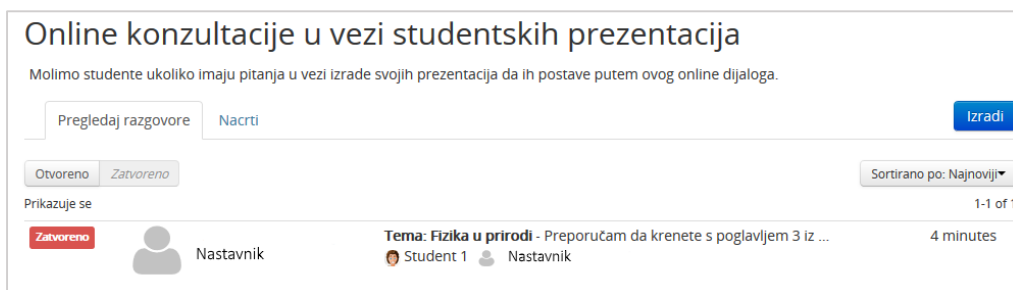 Online konzultacije u vezi studentskih prezentacija
Molimo studente ukoliko imaju pitanja u vezi izrade svojih prezentacija da ih postave putem ovog online dijaloga.
Pregledaj razgovore Nacrti Izradi
Otvoreno Zatvoreno Sortirano po: Najnoviji
Prikazuje se 1-1 of 1
Zatvoreno Nastavnik Tema: Fizika u prirodi - Preporučam da krenete s poglavljem 3 iz ... 4 minutes
Student 1 Nastavnik